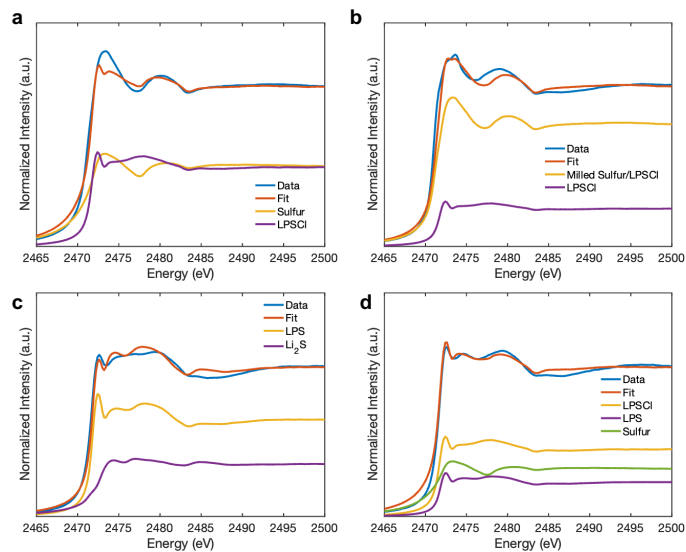 a
Normalized Intensity (a.u.)
Data
Fit
Sulfur
LPSCl
2465 2470 2475 2480 2485 2490 2495 2500
Energy (eV)
b
Normalized Intensity (a.u.)
Data
Fit
Milled Sulfur/LPSCl
LPSCl
2465 2470 2475 2480 2485 2490 2495 2500
Energy (eV)
c
Normalized Intensity (a.u.)
Data
Fit
LPS
Li₂S
2465 2470 2475 2480 2485 2490 2495 2500
Energy (eV)
d
Normalized Intensity (a.u.)
Data
Fit
LPSCl
LPS
Sulfur
2465 2470 2475 2480 2485 2490 2495 2500
Energy (eV)